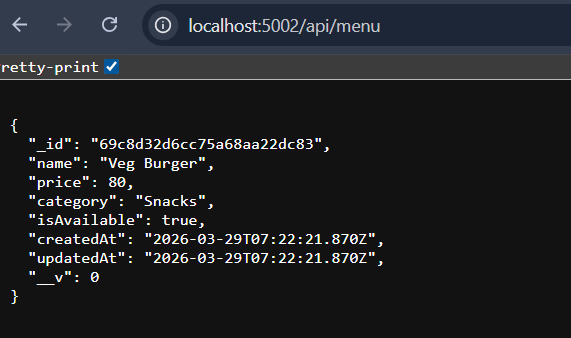 localhost:5002/api/menu
retty-print
{
  "_id": "69c8d32d6cc75a68aa22dc83",
  "name": "Veg Burger",
  "price": 80,
  "category": "Snacks",
  "isAvailable": true,
  "createdAt": "2026-03-29T07:22:21.870Z",
  "updatedAt": "2026-03-29T07:22:21.870Z",
  "__v": 0
}